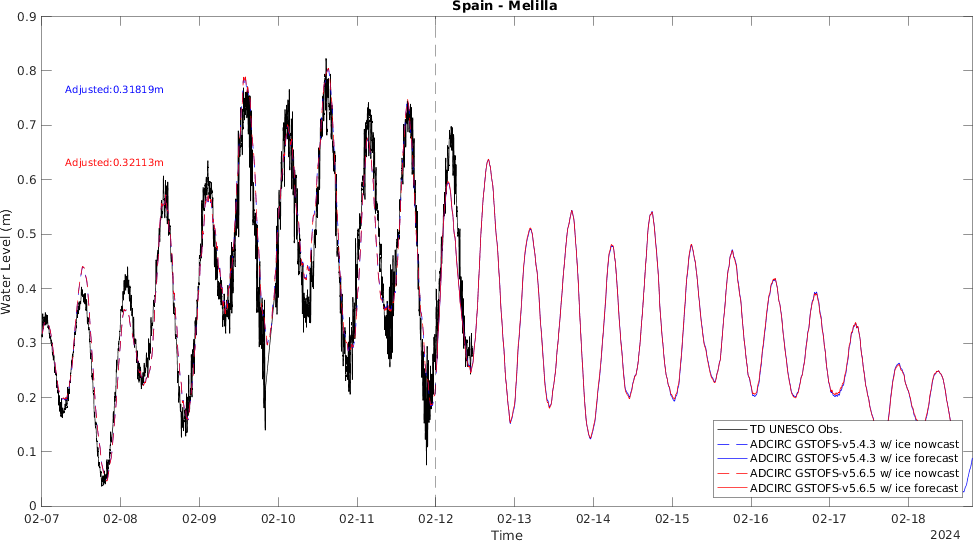 Spain - Melilla
0.9
0.8
0.7
0.6
0.5
0.4
0.3
0.2
0.1
0
Water Level (m)
Adjusted:0.31819m
Adjusted:0.32113m
TD UNESCO Obs.
ADCIRC GSTOFS-v5.4.3 w/ ice nowcast
ADCIRC GSTOFS-v5.4.3 w/ ice forecast
ADCIRC GSTOFS-v5.6.5 w/ ice nowcast
ADCIRC GSTOFS-v5.6.5 w/ ice forecast
02-07 02-08 02-09 02-10 02-11 02-12 02-13 02-14 02-15 02-16 02-17 02-18
Time
2024